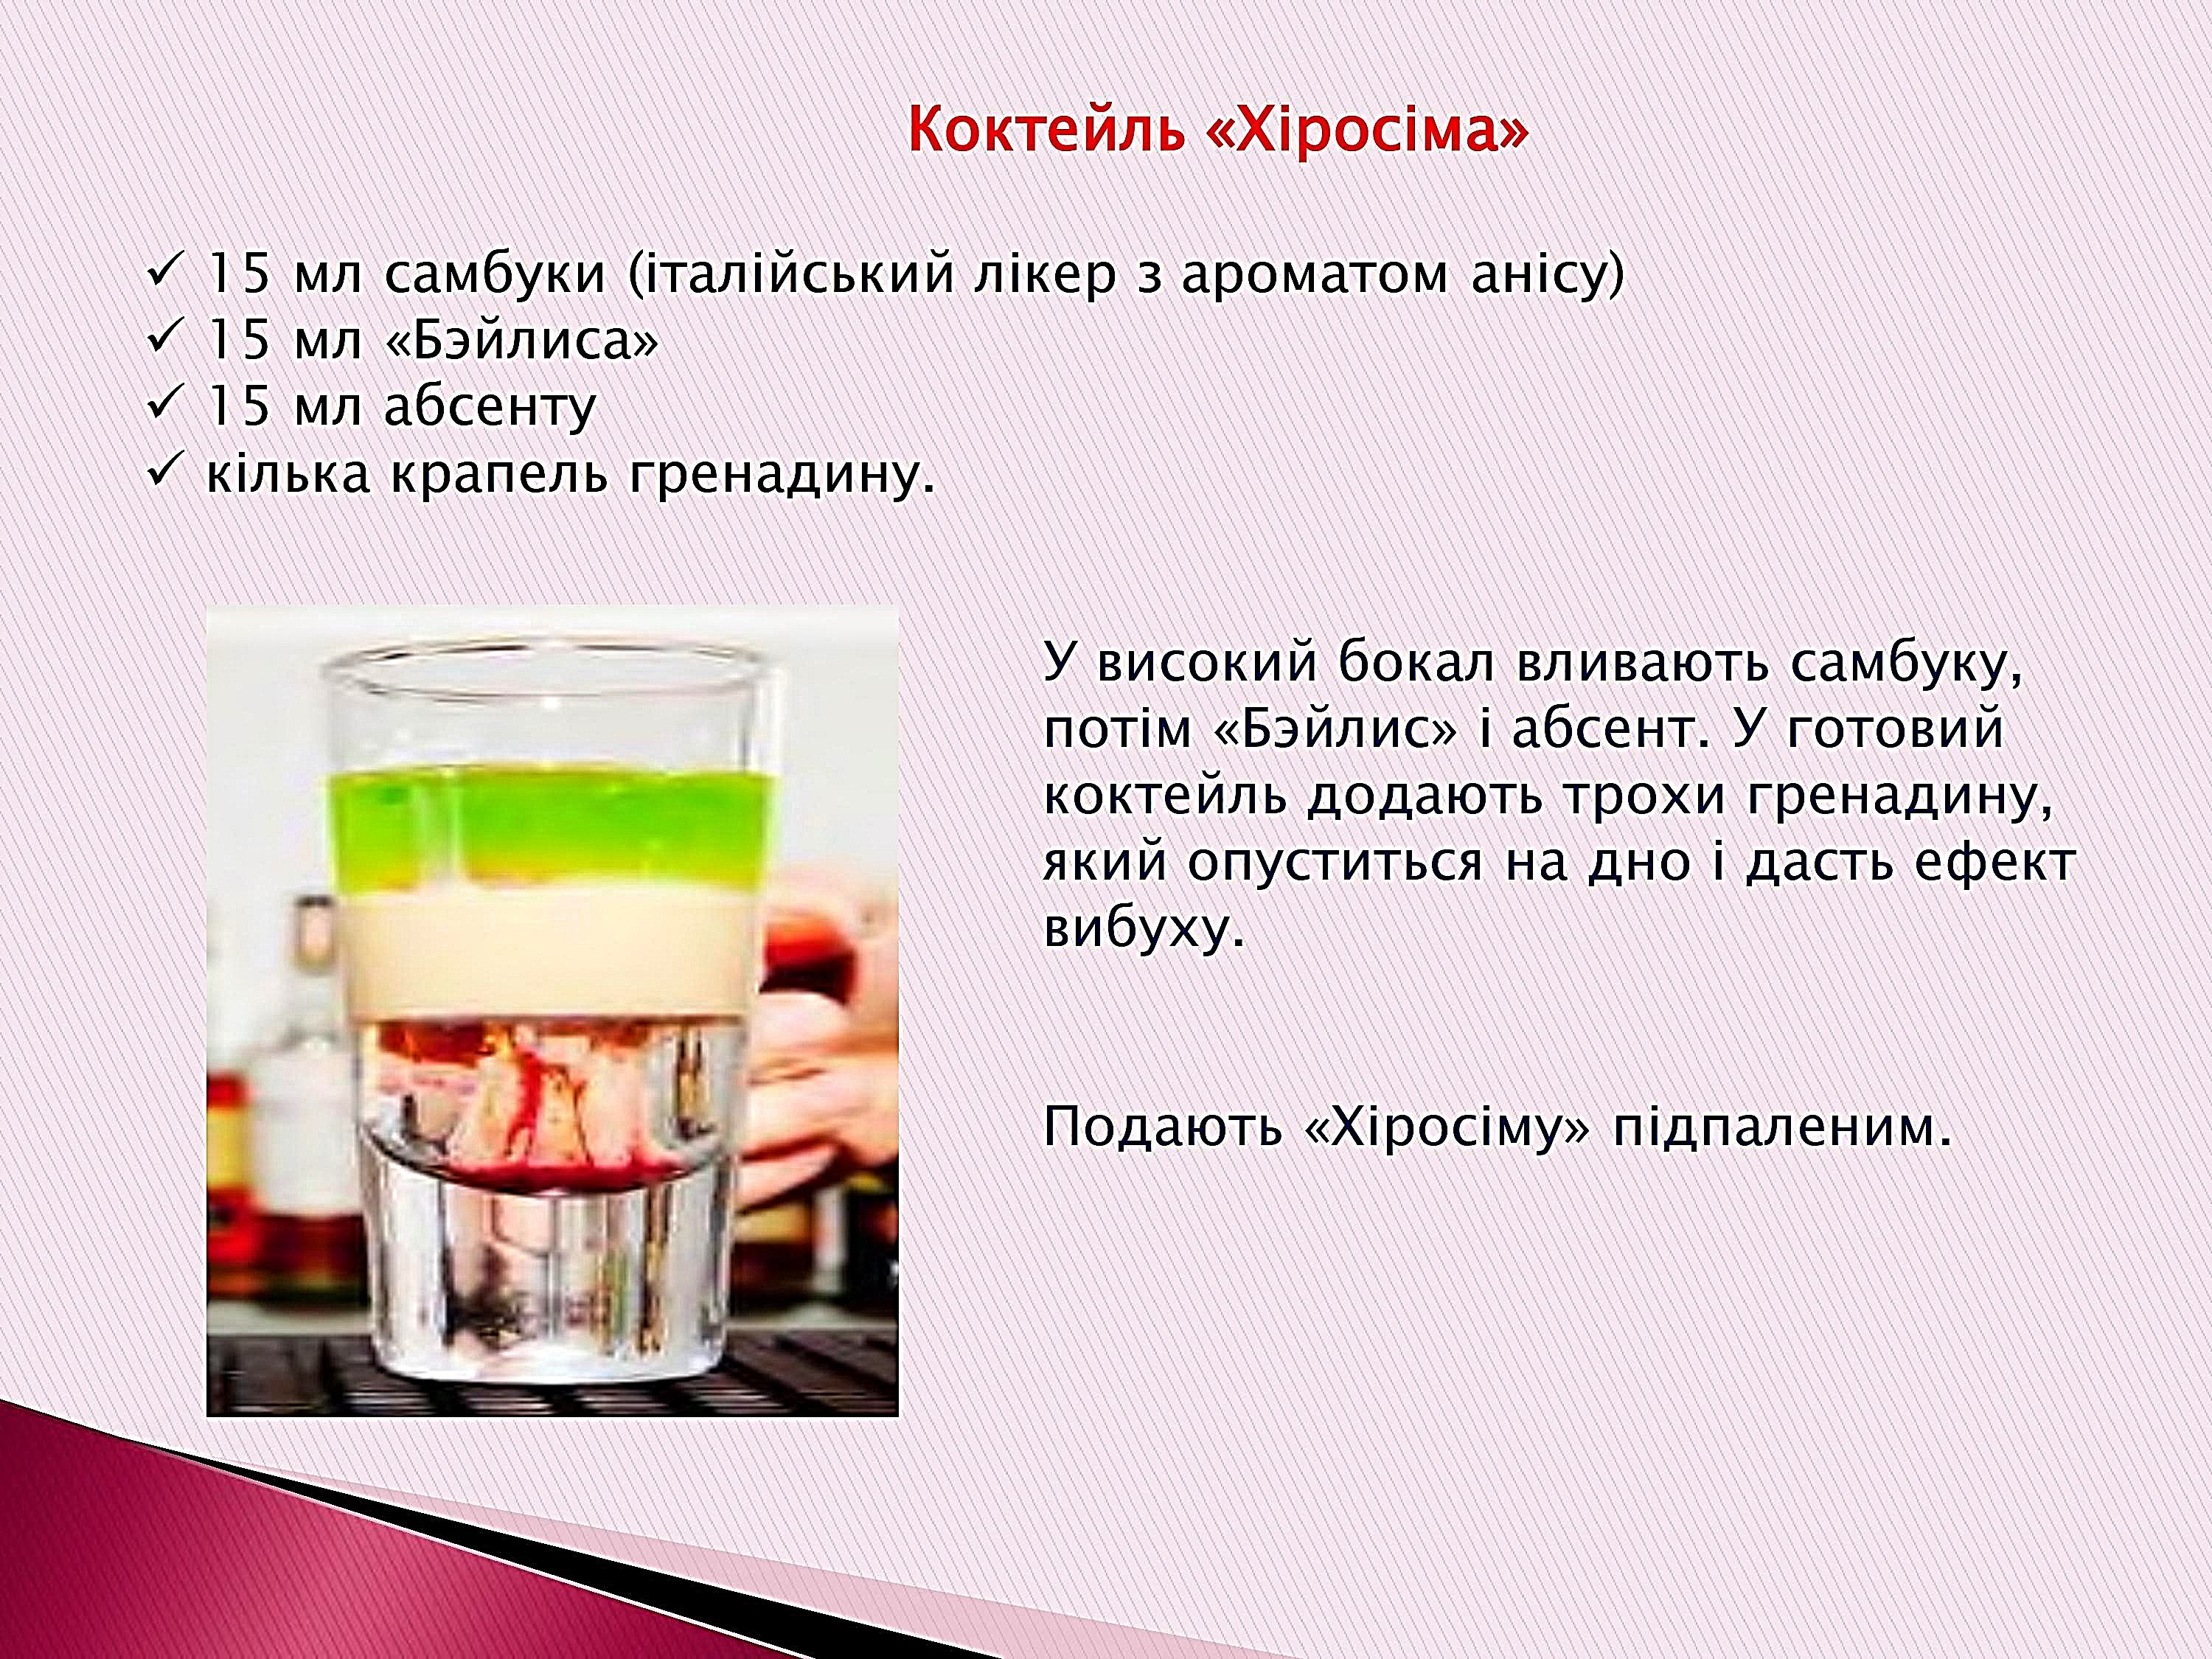 Коктейль «Хіросіма»
✓ 15 мл самбуки (італійський лікер з ароматом анісу)
✓ 15 мл «Бэйлиса»
✓ 15 мл абсенту
✓ кілька крапель гренадину.
У високий бокал вливають самбуку,
потім «Бэйлис» і абсент. У готовий
коктейль додають трохи гренадину,
який опуститься на дно і дасть ефект
вибуху.
Подають «Хіросіму» підпаленим.